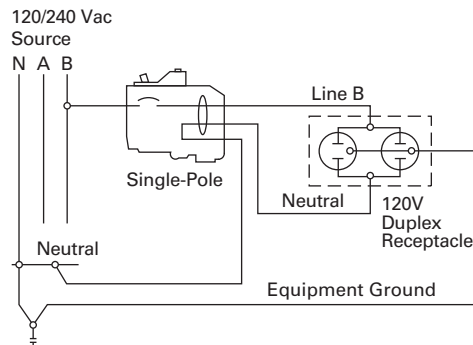 120/240 Vac
Source
N A B
Line B
Single-Pole
Neutral
120V
Duplex
Receptacle
Neutral
Equipment Ground